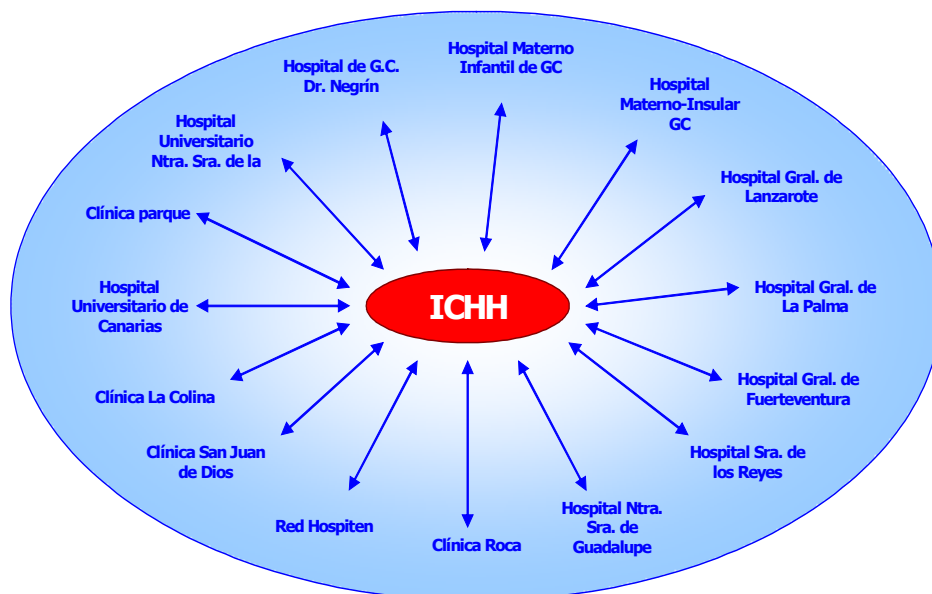 Hospital Materno
Infantil de GC
Hospital de G.C.
Dr. Negrín
Hospital
Materno-Insular
GC
Hospital
Universitario
Ntra. Sra. de la
Hospital Gral. de
Lanzarote
Clínica parque
Hospital
Universitario de
Canarias
ICHH
Hospital Gral. de
La Palma
Clínica La Colina
Hospital Gral. de
Fuerteventura
Clínica San Juan
de Dios
Hospital Sra. de
los Reyes
Red Hospiten
Clínica Roca
Hospital Ntra.
Sra. de
Guadalupe